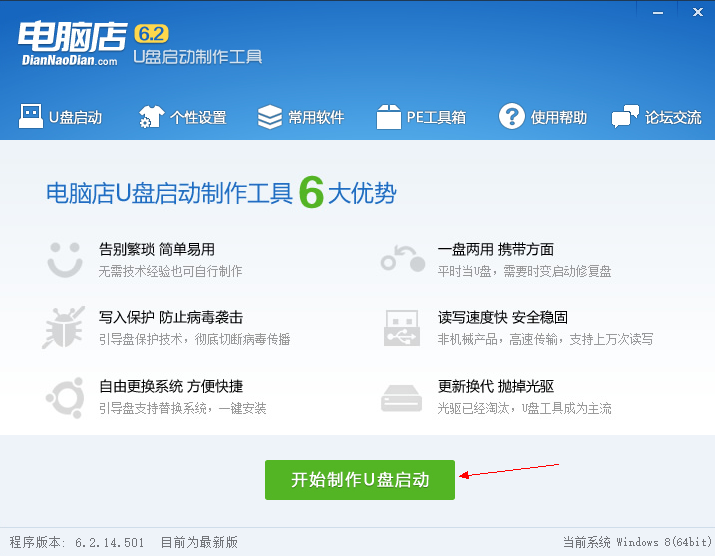 电脑店 6.2
DianNaoDian.com U盘启动制作工具
U盘启动 个性设置 常用软件 PE工具箱 使用帮助 论坛交流
电脑店U盘启动制作工具6大优势
告别繁琐 简单易用
无需技术经验也可自行制作
一盘两用 携带方面
平时当U盘，需要时变启动修复盘
写入保护 防止病毒袭击
引导盘保护技术，彻底切断病毒传播
读写速度快 安全稳固
非机械产品，高速传输，支持上万次读写
自由更换系统 方便快捷
引导盘支持替换系统，一键安装
更新换代 抛掉光驱
光驱已经淘汰，U盘工具成为主流
开始制作U盘启动
程序版本: 6.2.14.501 目前为最新版 当前系统 Windows 8(64bit)